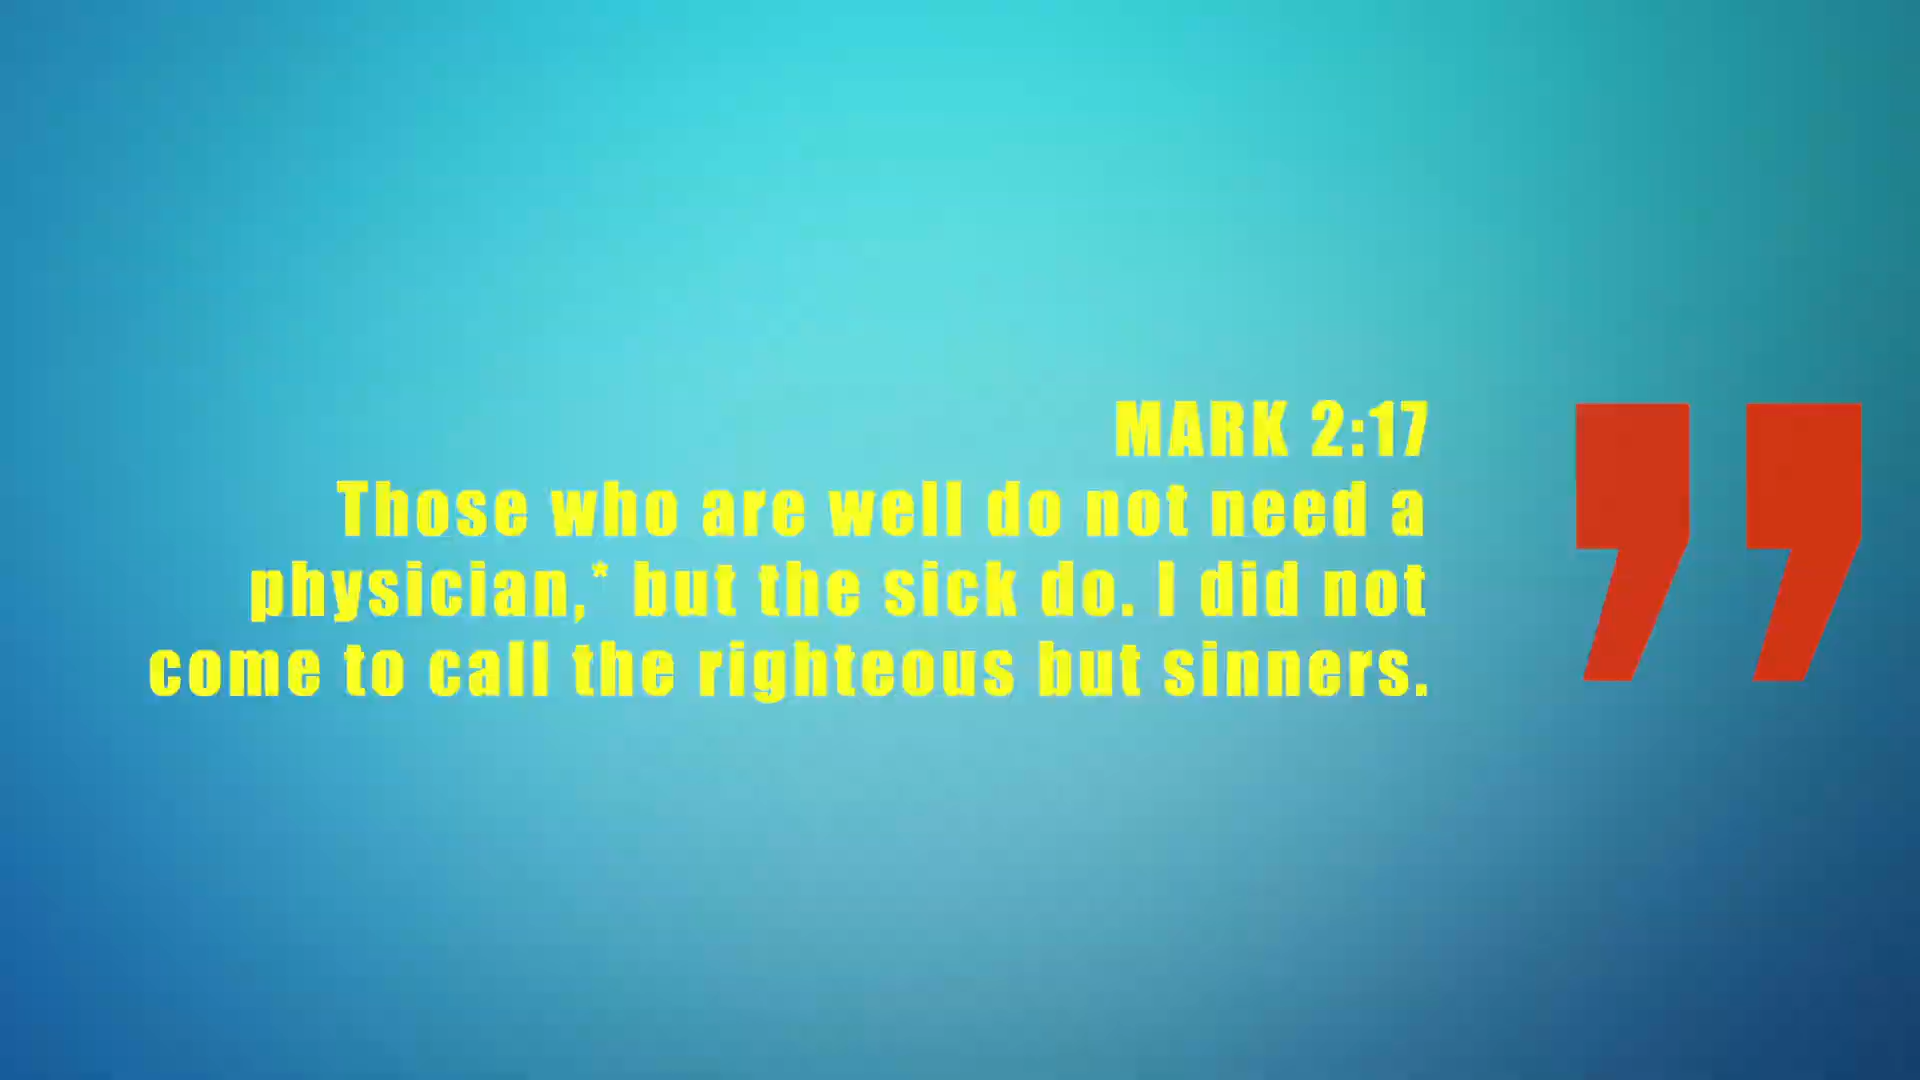 MARK 2:17
Those who are well do not need a
physician,* but the sick do. I did not
come to call the righteous but sinners.
”